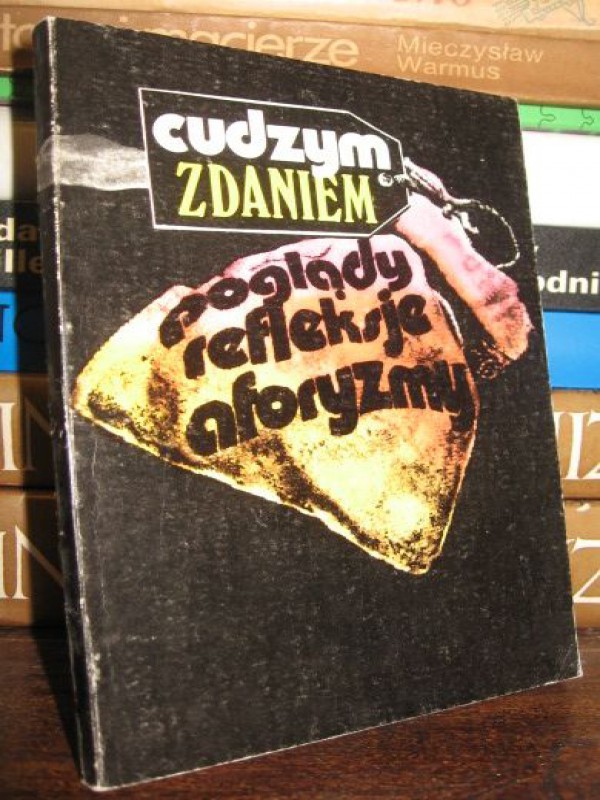 macierze
Mieczysław
Warmus
cudzym
ZDANIEM
poglądy
refleksje
aforyzmy